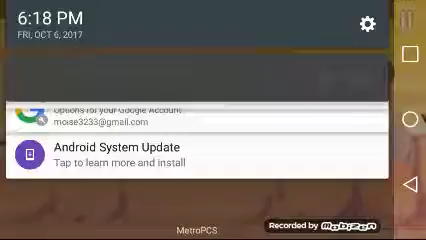 6:18 PM
FRI, OCT 6, 2017
Options for your Google Account
moise3233@gmail.com
Android System Update
Tap to learn more and install
MetroPCS
Recorded by Mobizen